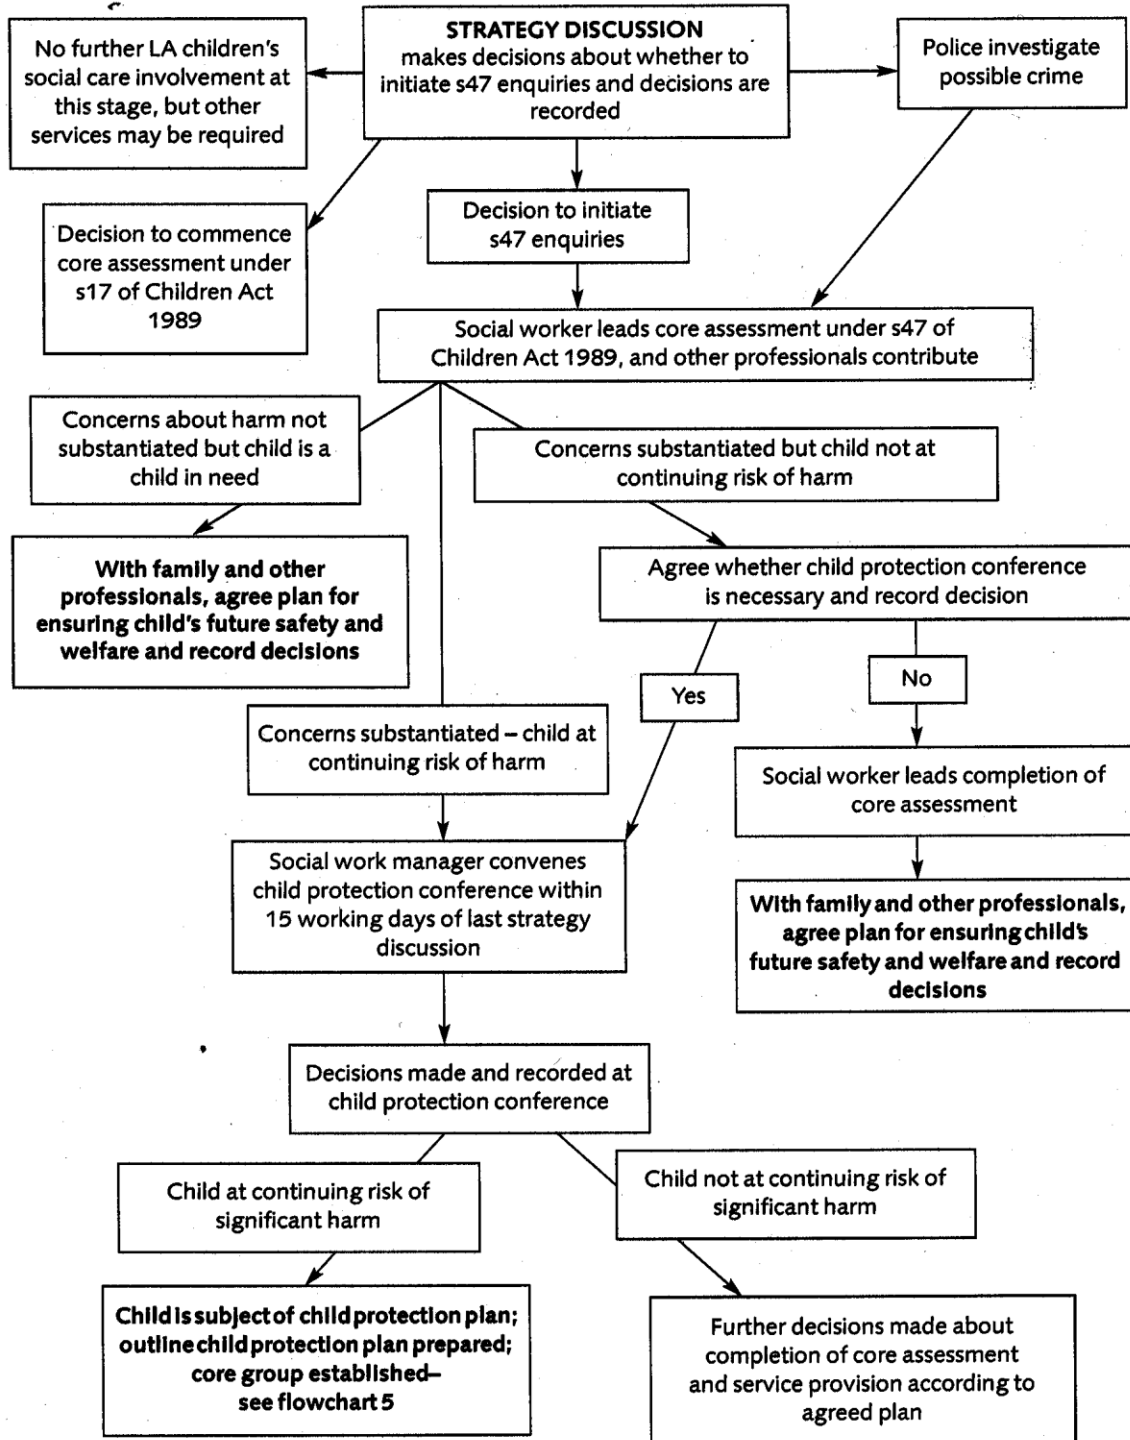 No further LA children's
social care involvement at
this stage, but other
services may be required
STRATEGY DISCUSSION
makes decisions about whether to
initiate s47 enquiries and decisions are
recorded
Police investigate
possible crime
Decision to commence
core assessment under
s17 of Children Act
1989
Decision to initiate
s47 enquiries
Social worker leads core assessment under s47 of
Children Act 1989, and other professionals contribute
Concerns about harm not
substantiated but child is a
child in need
Concerns substantiated but child not at
continuing risk of harm
With family and other
professionals, agree plan for
ensuring child's future safety and
welfare and record decisions
Agree whether child protection conference
is necessary and record decision
Yes
No
Concerns substantiated – child at
continuing risk of harm
Social worker leads completion of
core assessment
Social work manager convenes
child protection conference within
15 working days of last strategy
discussion
With family and other professionals,
agree plan for ensuring child's
future safety and welfare and record
decisions
Decisions made and recorded at
child protection conference
Child at continuing risk of
significant harm
Child not at continuing risk of
significant harm
Child is subject of child protection plan;
outline child protection plan prepared;
core group established–
see flowchart 5
Further decisions made about
completion of core assessment
and service provision according to
agreed plan